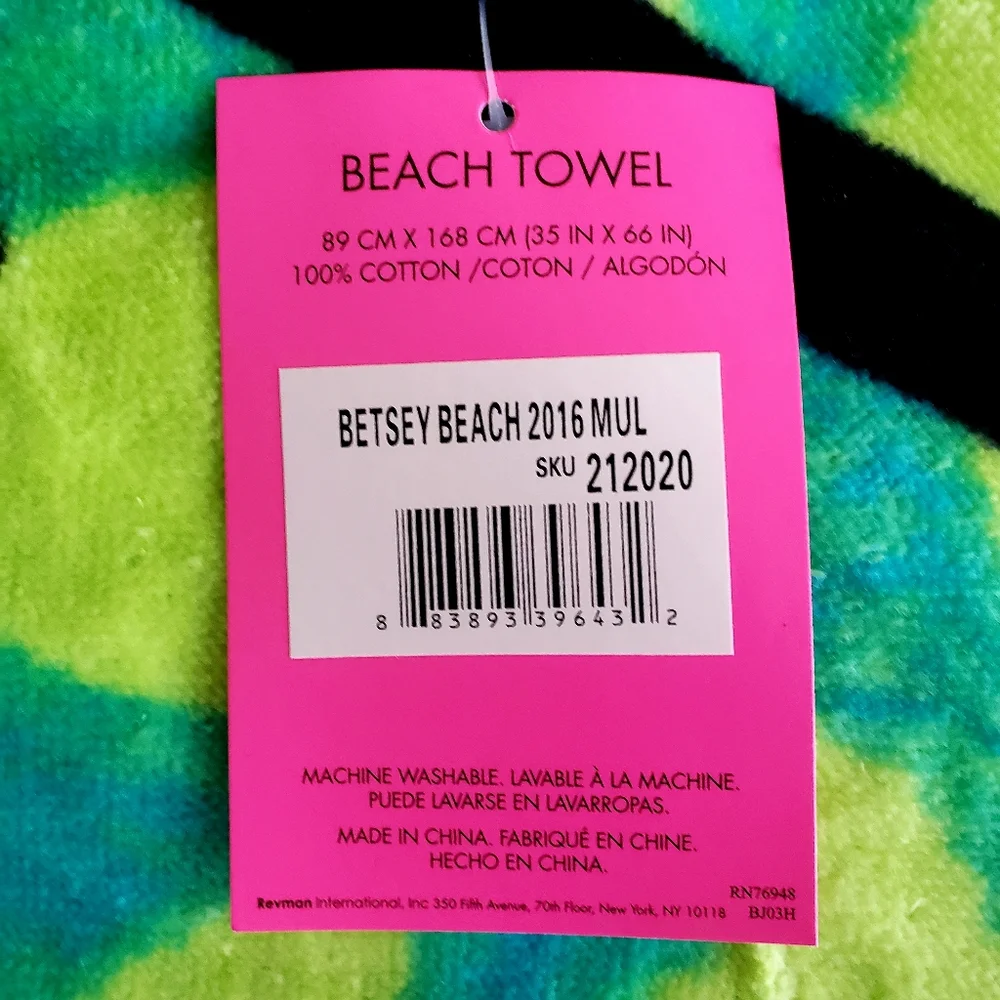 BEACH TOWEL
89 CM X 168 CM (35 IN X 66 IN)
100% COTTON /COTON / ALGODÓN
BETSEY BEACH 2016 MUL
SKU 212020
8 83893 39643 2
MACHINE WASHABLE. LAVABLE À LA MACHINE.
PUEDE LAVARSE EN LAVARROPAS.
MADE IN CHINA. FABRIQUÉ EN CHINE.
HECHO EN CHINA.
RN76948
Revman International, Inc 350 Fifth Avenue, 70th Floor, New York, NY 10118 BJ03H